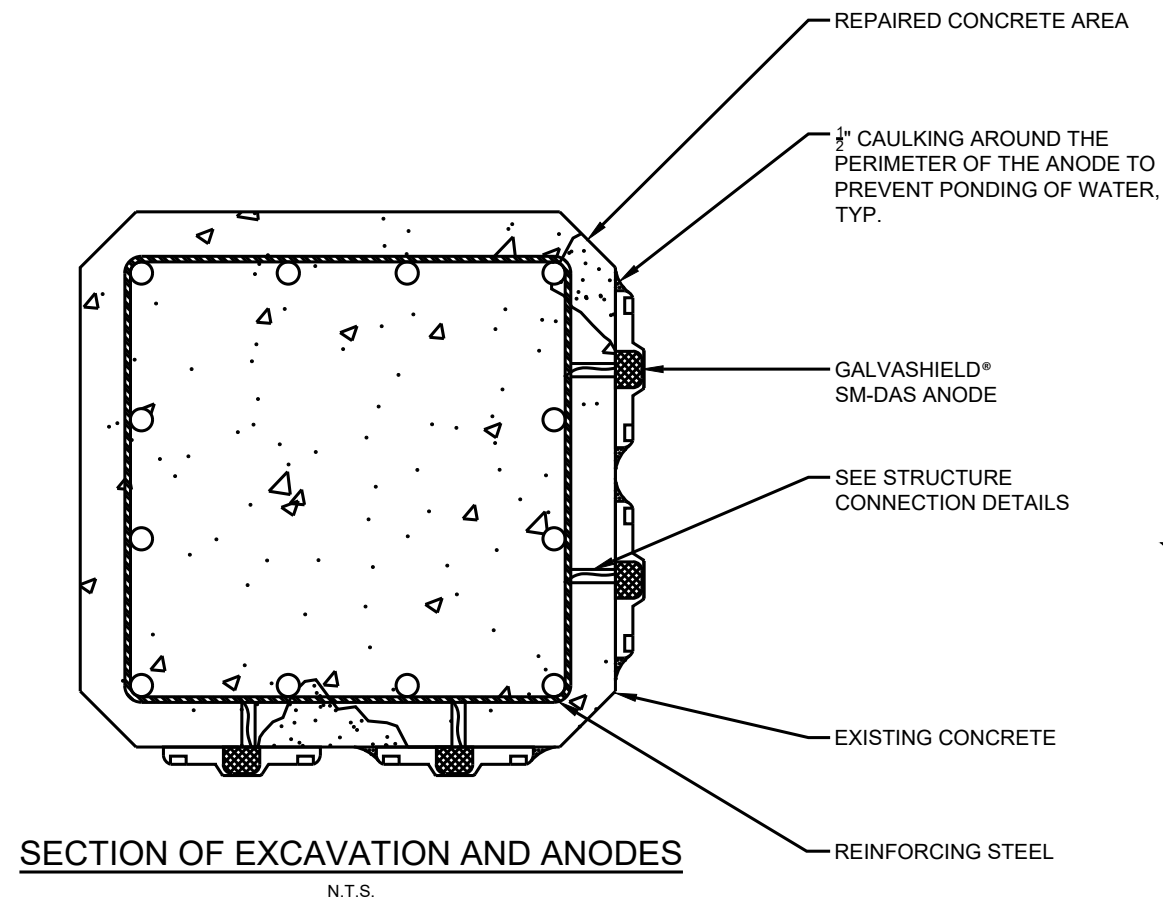 REPAIRED CONCRETE AREA
½" CAULKING AROUND THE
PERIMETER OF THE ANODE TO
PREVENT PONDING OF WATER,
TYP.
GALVASHIELD®
SM-DAS ANODE
SEE STRUCTURE
CONNECTION DETAILS
EXISTING CONCRETE
REINFORCING STEEL
SECTION OF EXCAVATION AND ANODES
N.T.S.